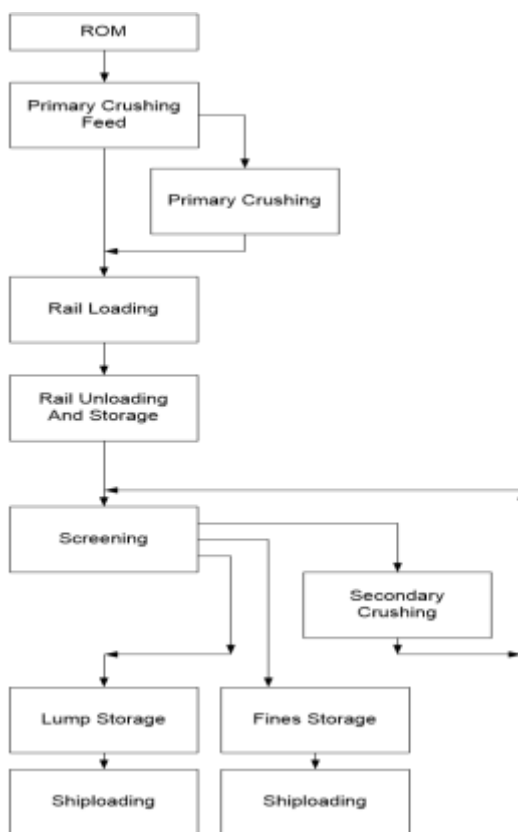 ROM
Primary Crushing
Feed
Primary Crushing
Rail Loading
Rail Unloading
And Storage
Screening
Secondary
Crushing
Lump Storage
Fines Storage
Shiploading
Shiploading